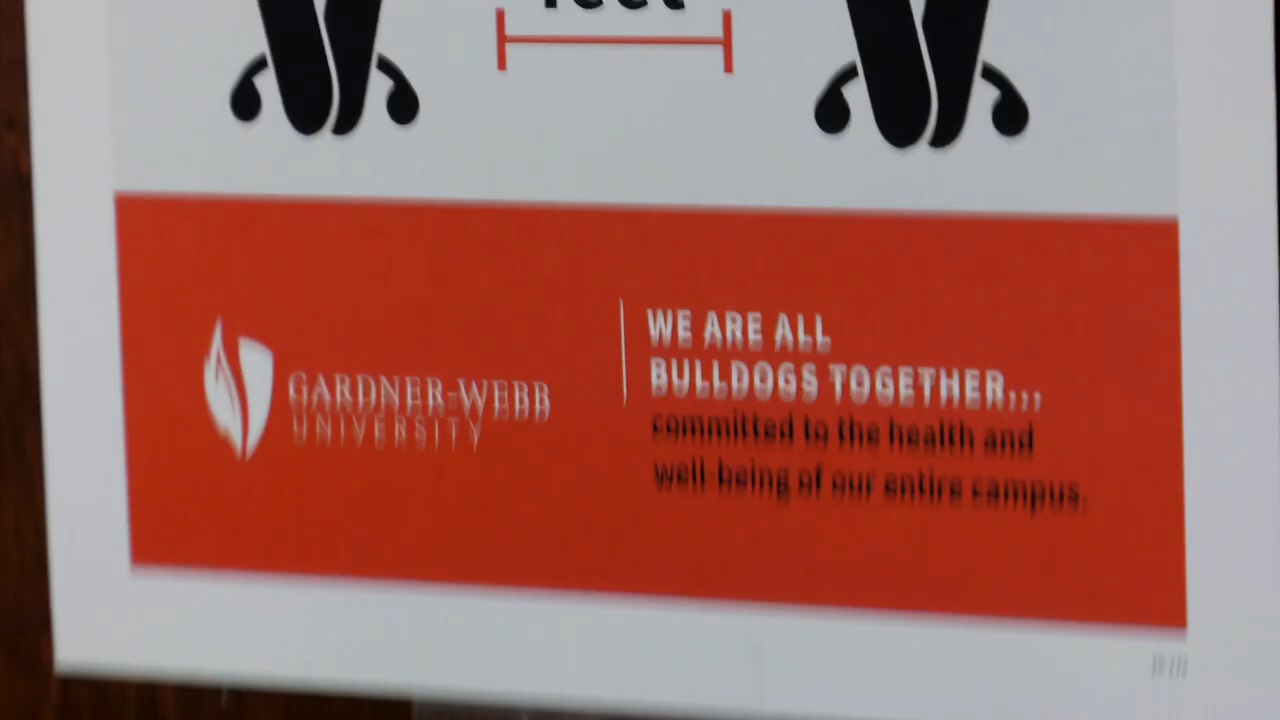 feet
GARDNER-WEBB
UNIVERSITY
WE ARE ALL
BULLDOGS TOGETHER...
committed to the health and
well-being of our entire campus.